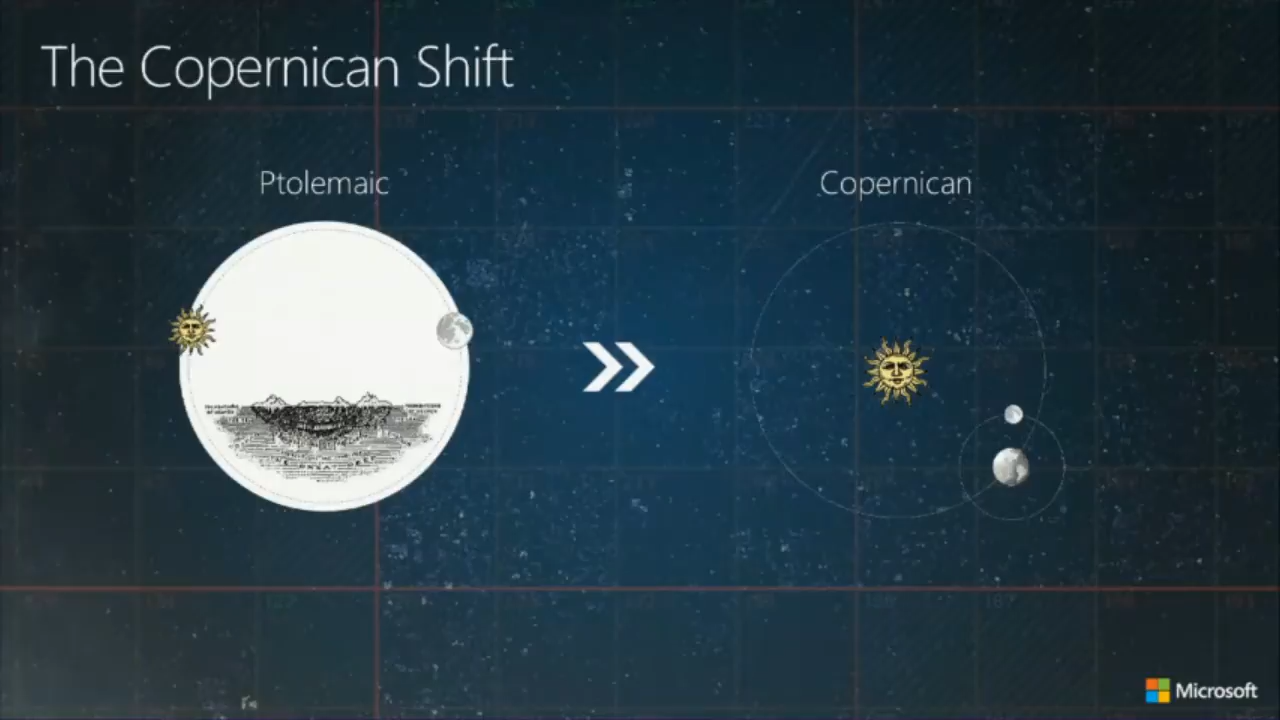 The Copernican Shift
Ptolemaic
Copernican
Microsoft